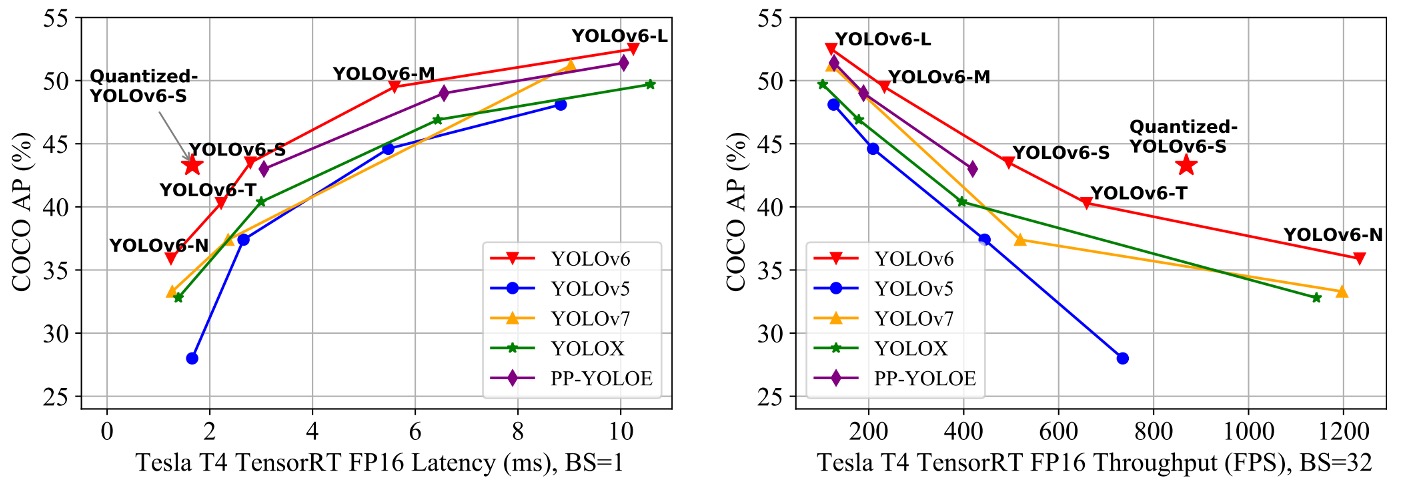 55
50
45
40
35
30
25
COCO AP (%)
YOLOv6-L
YOLOv6-M
Quantized-
YOLOv6-S
YOLOv6-S
YOLOv6-T
YOLOv6-N
YOLOv6
YOLOv5
YOLOv7
YOLOX
PP-YOLOE
0 2 4 6 8 10
Tesla T4 TensorRT FP16 Latency (ms), BS=1
55
50
45
40
35
30
25
COCO AP (%)
YOLOv6-L
YOLOv6-M
Quantized-
YOLOv6-S
YOLOv6-S
YOLOv6-T
YOLOv6-N
YOLOv6
YOLOv5
YOLOv7
YOLOX
PP-YOLOE
200 400 600 800 1000 1200
Tesla T4 TensorRT FP16 Throughput (FPS), BS=32